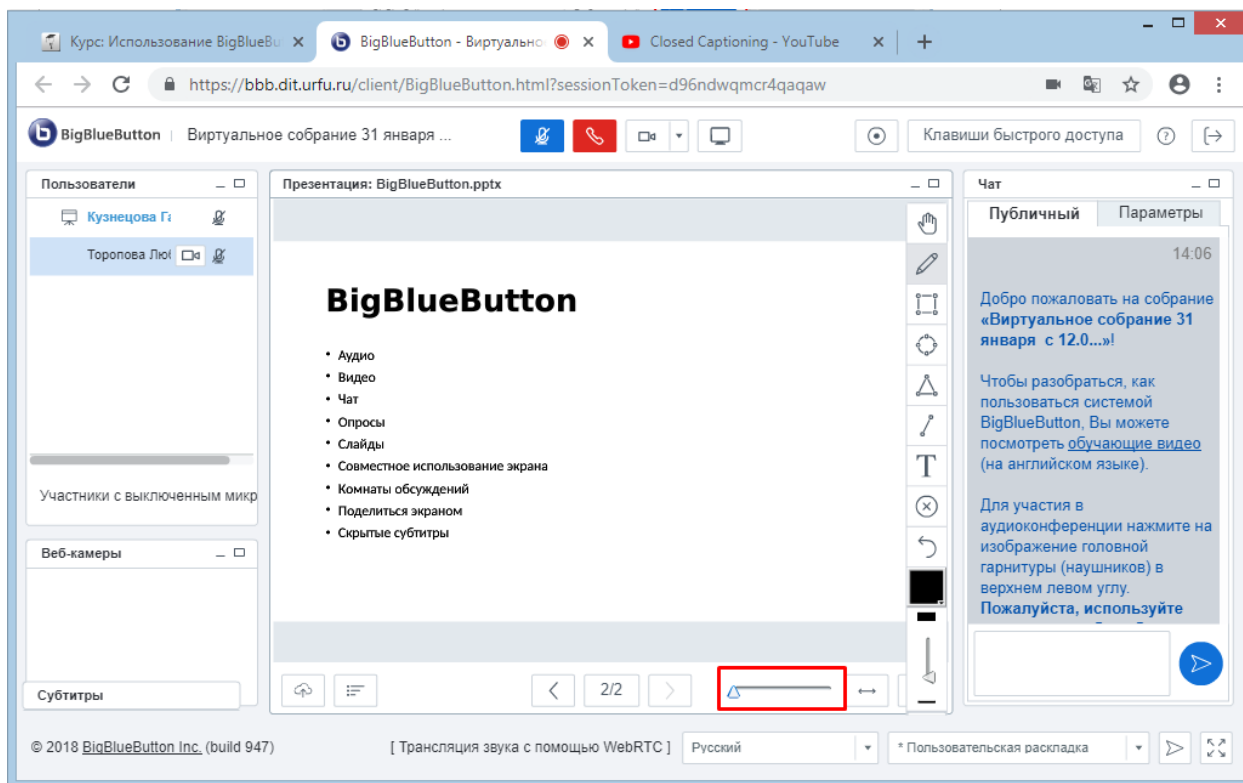 Курс: Использование BigBlueBu
BigBlueButton - Виртуально
Closed Captioning - YouTube
https://bbb.dit.urfu.ru/client/BigBlueButton.html?sessionToken=d96ndwqmcr4qaqaw
BigBlueButton
Виртуальное собрание 31 января ...
Клавиши быстрого доступа
Пользователи
Кузнецова Га
Торопова Люб
Участники с выключенным микр
Веб-камеры
Субтитры
Презентация: BigBlueButton.pptx
BigBlueButton
• Аудио
• Видео
• Чат
• Опросы
• Слайды
• Совместное использование экрана
• Комнаты обсуждений
• Поделиться экраном
• Скрытые субтитры
T
2/2
Чат
Публичный
Параметры
14:06
Добро пожаловать на собрание
«Виртуальное собрание 31
января с 12.0...»!
Чтобы разобраться, как
пользоваться системой
BigBlueButton, Вы можете
посмотреть обучающие видео
(на английском языке).
Для участия в
аудиоконференции нажмите на
изображение головной
гарнитуры (наушников) в
верхнем левом углу.
Пожалуйста, используйте
© 2018 BigBlueButton Inc. (build 947)
[ Трансляция звука с помощью WebRTC ]
Русский
* Пользовательская раскладка